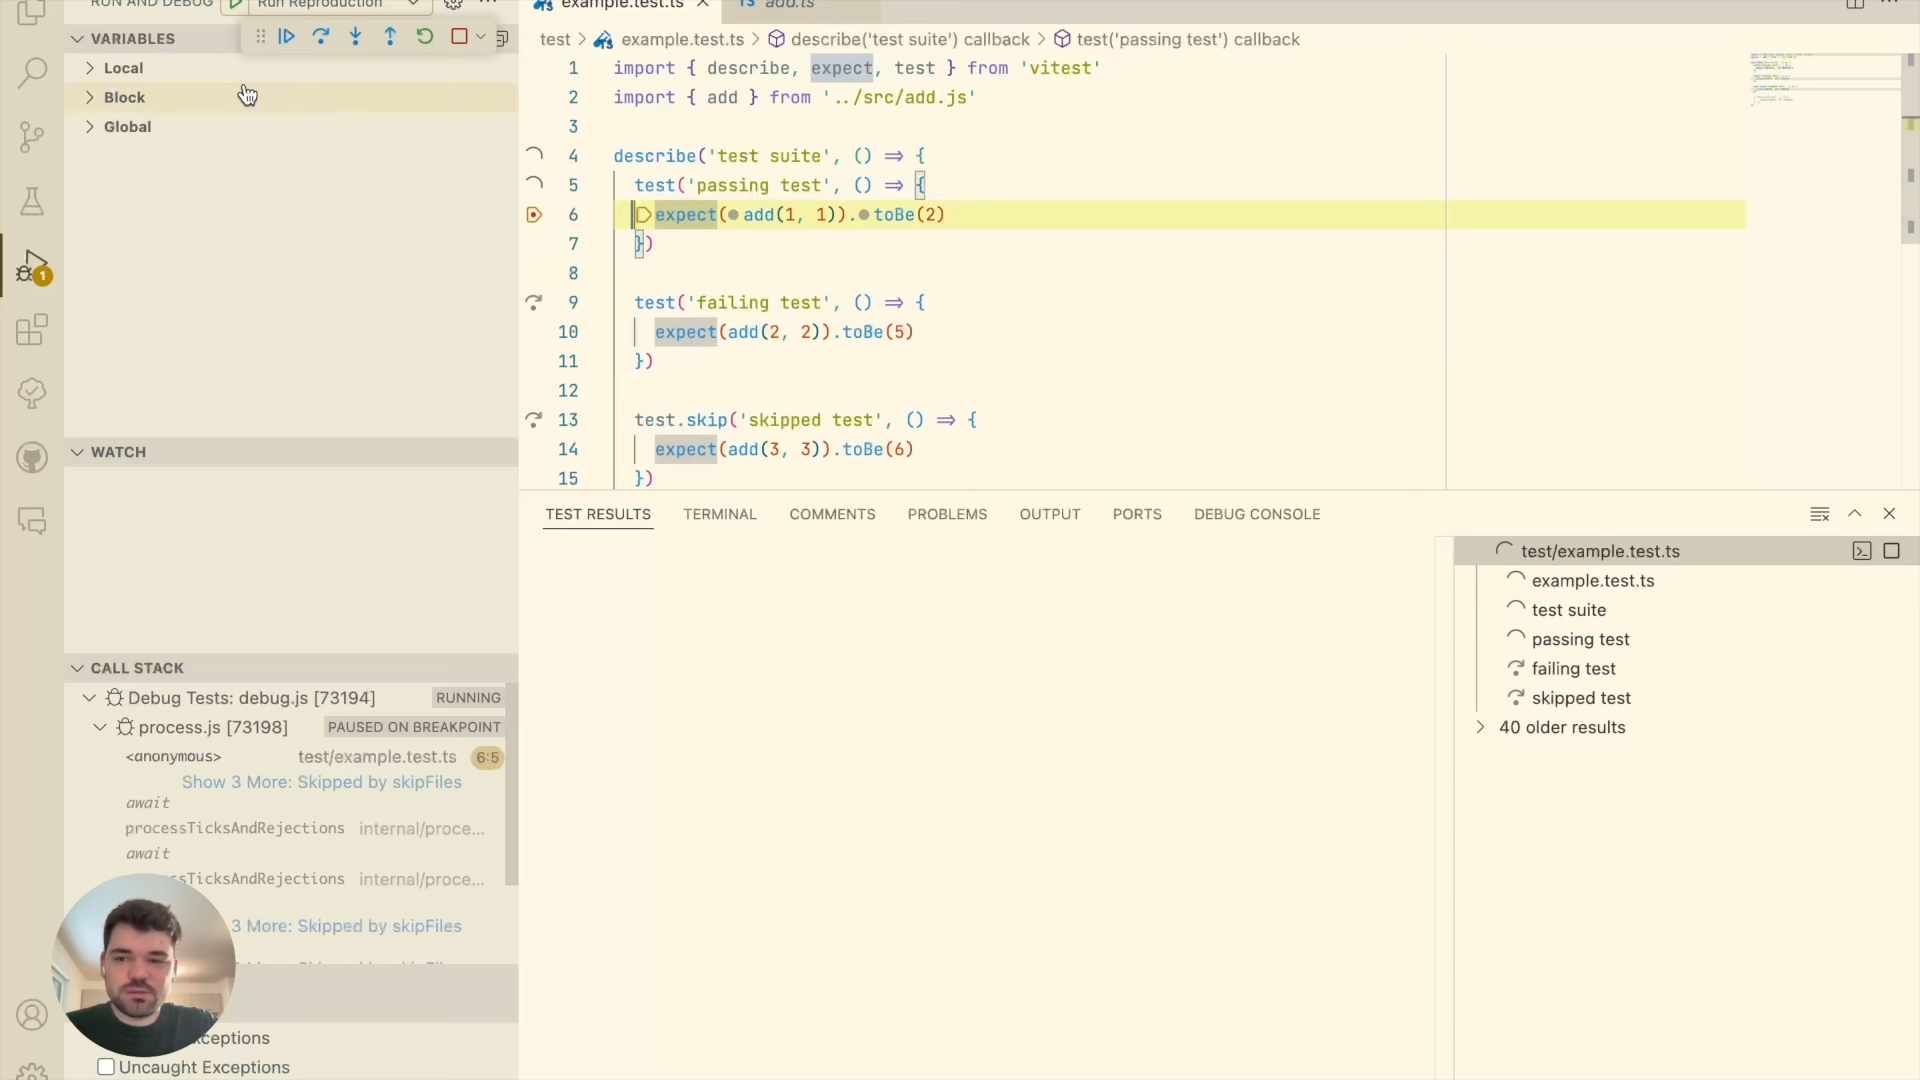 RUN AND DEBUG
Run Reproduction
VARIABLES
Local
Block
Global
WATCH
CALL STACK
Debug Tests: debug.js [73194] RUNNING
process.js [73198] PAUSED ON BREAKPOINT
<anonymous> test/example.test.ts 6:5
Show 3 More: Skipped by skipFiles
await
processTicksAndRejections internal/proce...
await
ssTicksAndRejections internal/proce...
3 More: Skipped by skipFiles
xceptions
Uncaught Exceptions
1
example.test.ts
TS add.ts
test > example.test.ts > describe('test suite') callback > test('passing test') callback
1 import { describe, expect, test } from 'vitest'
2 import { add } from '../src/add.js'
3
4 describe('test suite', () => {
5 test('passing test', () => {
6 expect(add(1, 1)).toBe(2)
7 })
8
9 test('failing test', () => {
10 expect(add(2, 2)).toBe(5)
11 })
12
13 test.skip('skipped test', () => {
14 expect(add(3, 3)).toBe(6)
15 })
TEST RESULTS TERMINAL COMMENTS PROBLEMS OUTPUT PORTS DEBUG CONSOLE
test/example.test.ts
example.test.ts
test suite
passing test
failing test
skipped test
40 older results